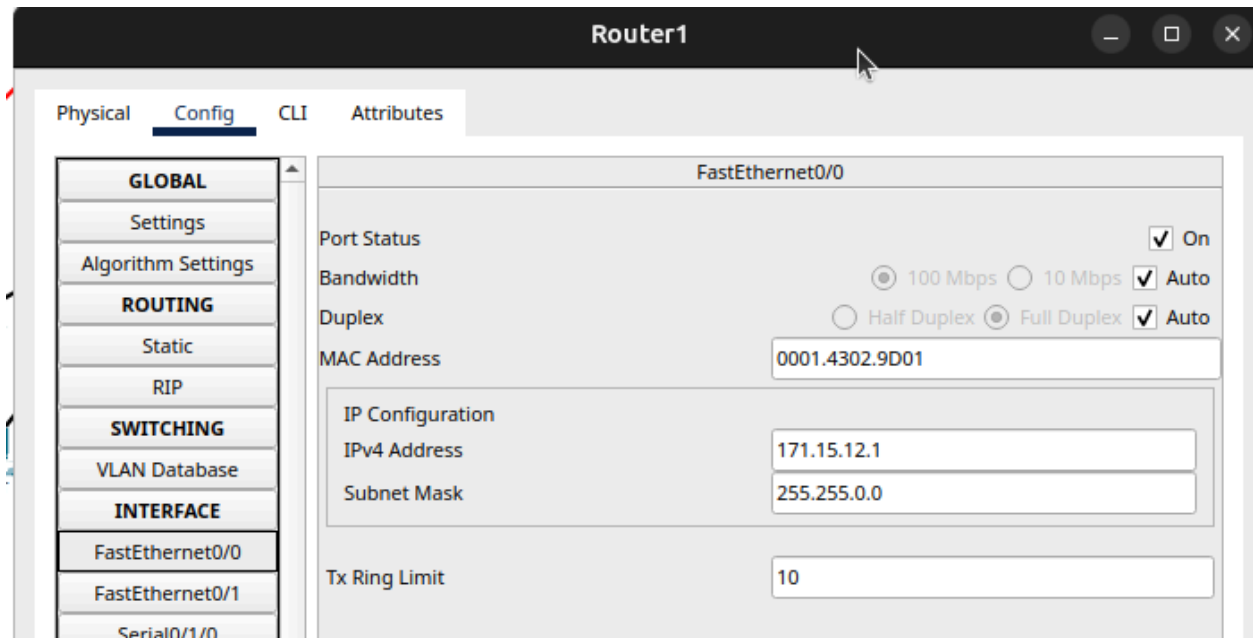 Router1
Physical Config CLI Attributes
GLOBAL
Settings
Algorithm Settings
ROUTING
Static
RIP
SWITCHING
VLAN Database
INTERFACE
FastEthernet0/0
FastEthernet0/1
Serial0/1/0
FastEthernet0/0
Port Status On
Bandwidth 100 Mbps 10 Mbps Auto
Duplex Half Duplex Full Duplex Auto
MAC Address 0001.4302.9D01
IP Configuration
IPv4 Address 171.15.12.1
Subnet Mask 255.255.0.0
Tx Ring Limit 10